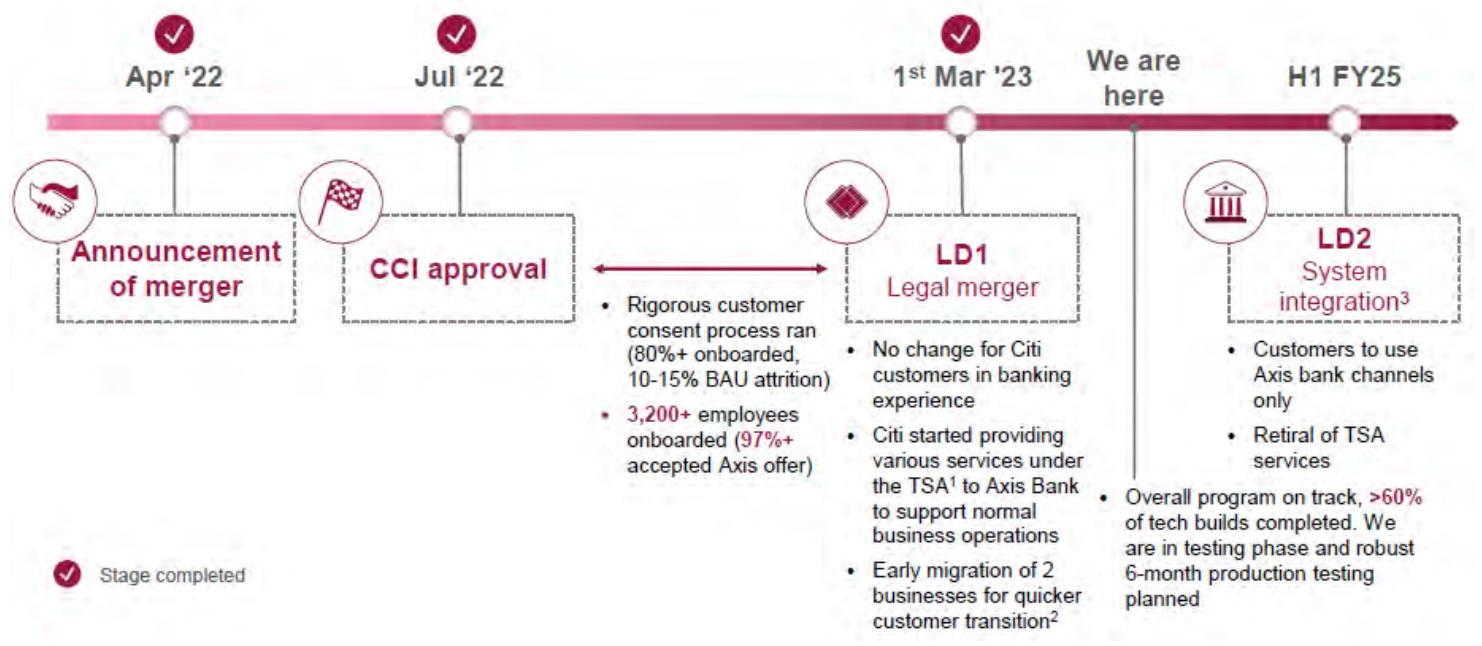 Apr ‘22
Jul ‘22
1st Mar '23
We are
here
H1 FY25
Announcement
of merger
CCI approval
• Rigorous customer
consent process ran
(80%+ onboarded,
10-15% BAU attrition)
• 3,200+ employees
onboarded (97%+
accepted Axis offer)
LD1
Legal merger
• No change for Citi
customers in banking
experience
• Citi started providing
various services under
the TSA1 to Axis Bank
to support normal
business operations
• Early migration of 2
businesses for quicker
customer transition2
LD2
System
integration3
• Customers to use
Axis bank channels
only
• Retiral of TSA
services
• Overall program on track, >60%
of tech builds completed. We
are in testing phase and robust
6-month production testing
planned
Stage completed